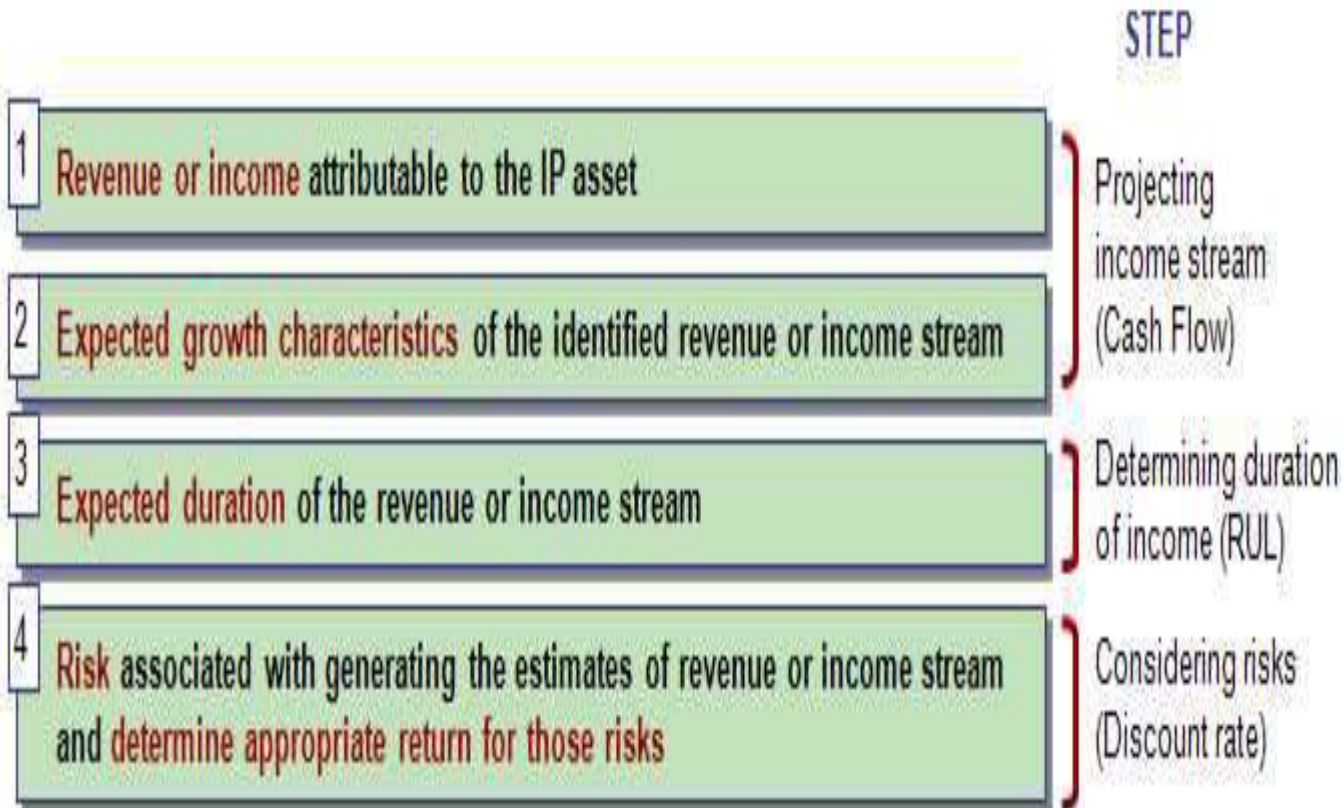 STEP
1
Revenue or income attributable to the IP asset
2
Expected growth characteristics of the identified revenue or income stream
Projecting
income stream
(Cash Flow)
3
Expected duration of the revenue or income stream
Determining duration
of income (RUL)
4
Risk associated with generating the estimates of revenue or income stream
and determine appropriate return for those risks
Considering risks
(Discount rate)